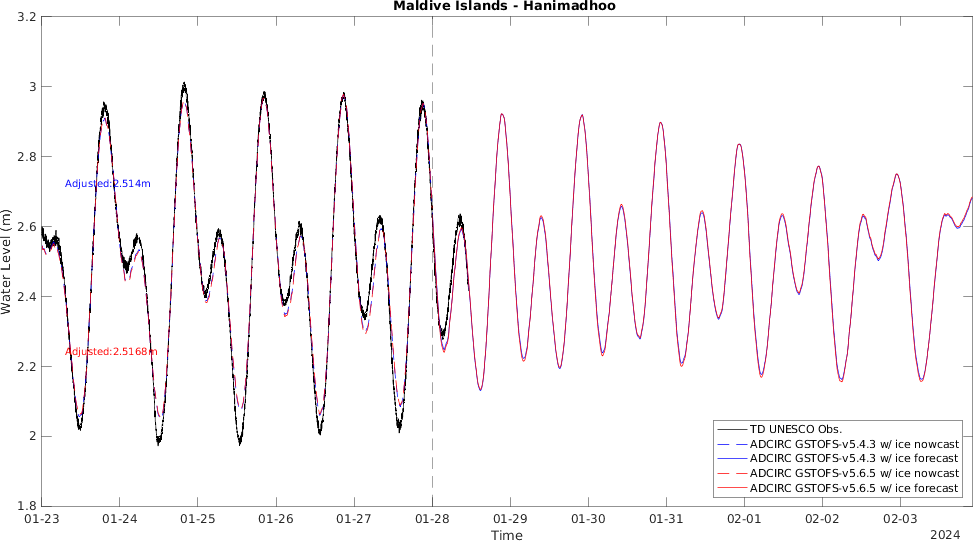 Maldive Islands - Hanimadhoo
3.2
3
2.8
2.6
2.4
2.2
2
1.8
Water Level (m)
Adjusted:2.514m
Adjusted:2.5168m
TD UNESCO Obs.
ADCIRC GSTOFS-v5.4.3 w/ ice nowcast
ADCIRC GSTOFS-v5.4.3 w/ ice forecast
ADCIRC GSTOFS-v5.6.5 w/ ice nowcast
ADCIRC GSTOFS-v5.6.5 w/ ice forecast
01-23 01-24 01-25 01-26 01-27 01-28 01-29 01-30 01-31 02-01 02-02 02-03
Time
2024